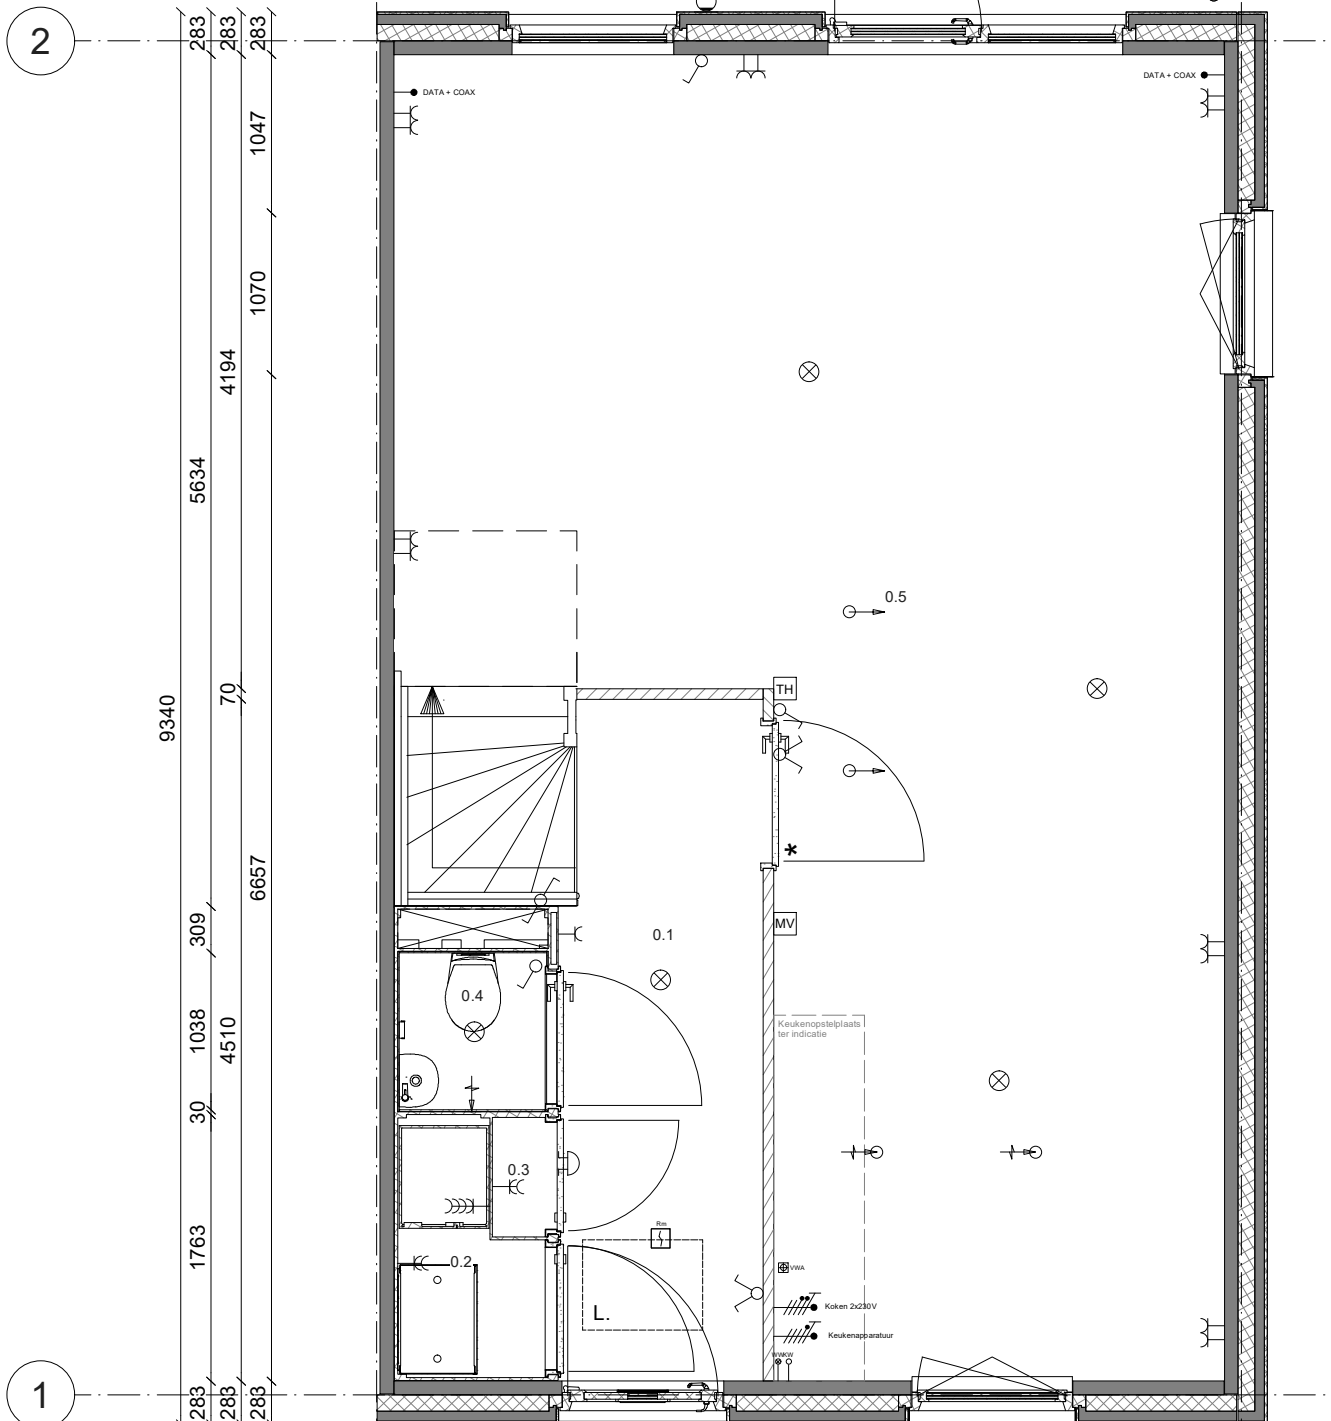 2
283
283
283
DATA + COAX
DATA + COAX
1047
1070
4194
5634
0.5
TH
70
9340
6657
*
309
MV
0.1
0.4
1038
4510
Keukenopstelplaats
ter indicatie
30
0.3
Rm
1763
0.2
VWA
L.
Koken 2x230V
Keukenapparatuur
WWKW
1
283
283
283